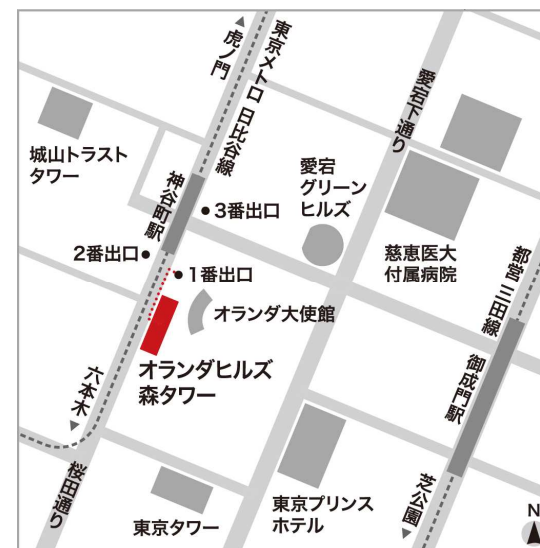 虎ノ門
東京メトロ 日比谷線
愛宕下通り
城山トラスト
タワー
神谷町駅
愛宕
グリーン
ヒルズ
3番出口
2番出口
1番出口
慈恵医大
付属病院
都営三田線
オランダ大使館
御成門駅
オランダヒルズ
森タワー
六本木
桜田通り
東京タワー
東京プリンス
ホテル
芝公園
N